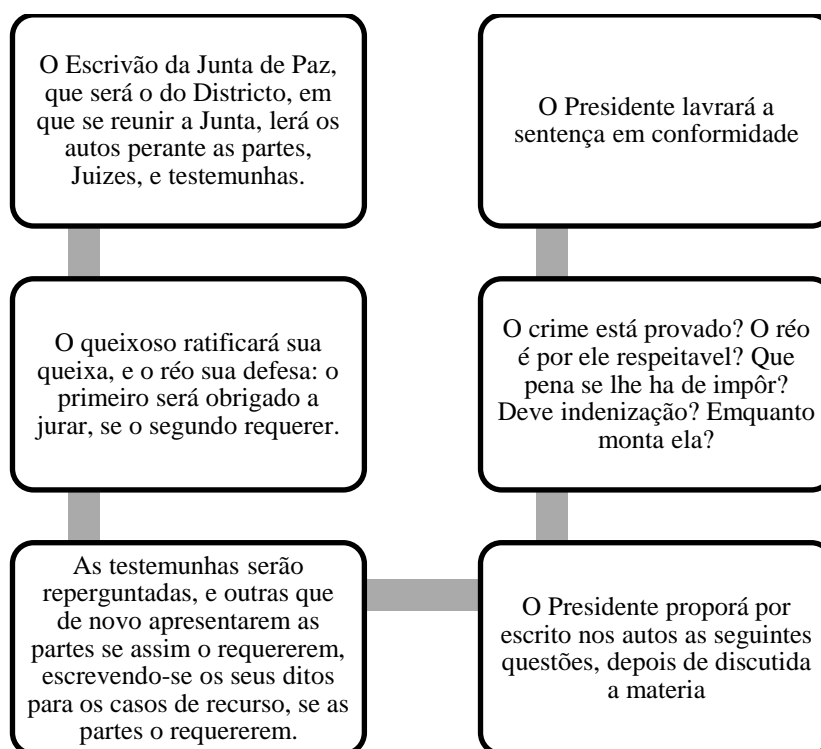 O Escrivão da Junta de Paz,
que será o do Districto, em
que se reunir a Junta, lerá os
autos perante as partes,
Juizes, e testemunhas.
O queixoso ratificará sua
queixa, e o réo sua defesa: o
primeiro será obrigado a
jurar, se o segundo requerer.
As testemunhas serão
reperguntadas, e outras que
de novo apresentarem as
partes se assim o requererem,
escrevendo-se os seus ditos
para os casos de recurso, se as
partes o requererem.
O Presidente proporá por
escrito nos autos as seguintes
questões, depois de discutida
a materia
O crime está provado? O réo
é por ele respeitavel? Que
pena se lhe ha de impôr?
Deve indenização? Emquanto
monta ela?
O Presidente lavrará a
sentença em conformidade